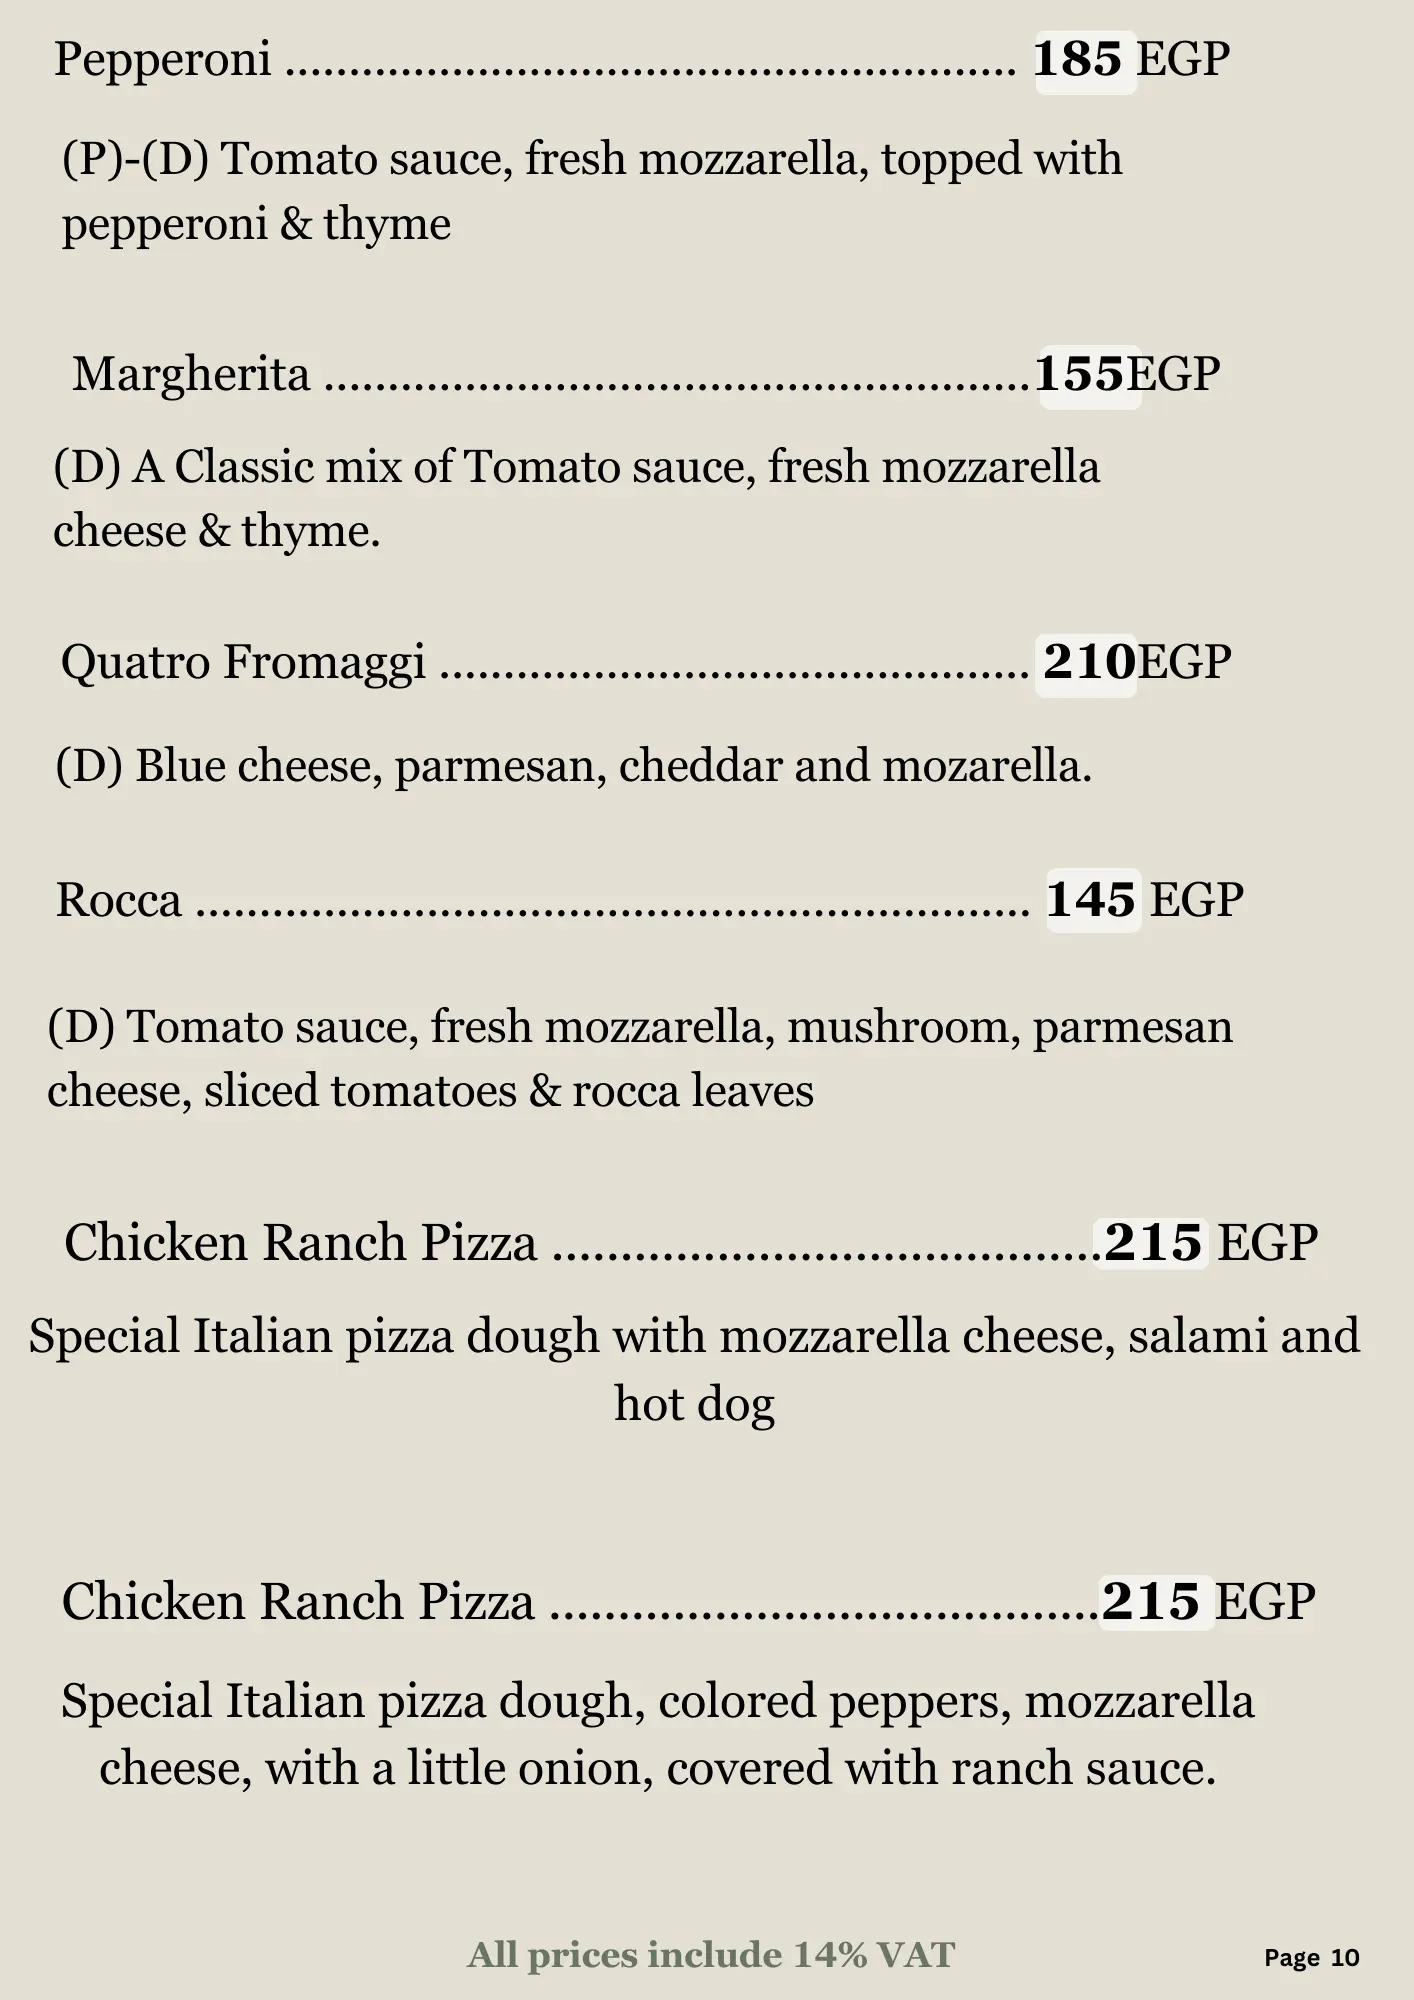 Pepperoni ......................................................... 185 EGP
(P)-(D) Tomato sauce, fresh mozzarella, topped with
pepperoni & thyme
Margherita .......................................................155EGP
(D) A Classic mix of Tomato sauce, fresh mozzarella
cheese & thyme.
Quatro Fromaggi .............................................. 210EGP
(D) Blue cheese, parmesan, cheddar and mozarella.
Rocca ................................................................. 145 EGP
(D) Tomato sauce, fresh mozzarella, mushroom, parmesan
cheese, sliced tomatoes & rocca leaves
Chicken Ranch Pizza ........................................215 EGP
Special Italian pizza dough with mozzarella cheese, salami and
hot dog
Chicken Ranch Pizza ........................................215 EGP
Special Italian pizza dough, colored peppers, mozzarella
cheese, with a little onion, covered with ranch sauce.
All prices include 14% VAT
Page 10